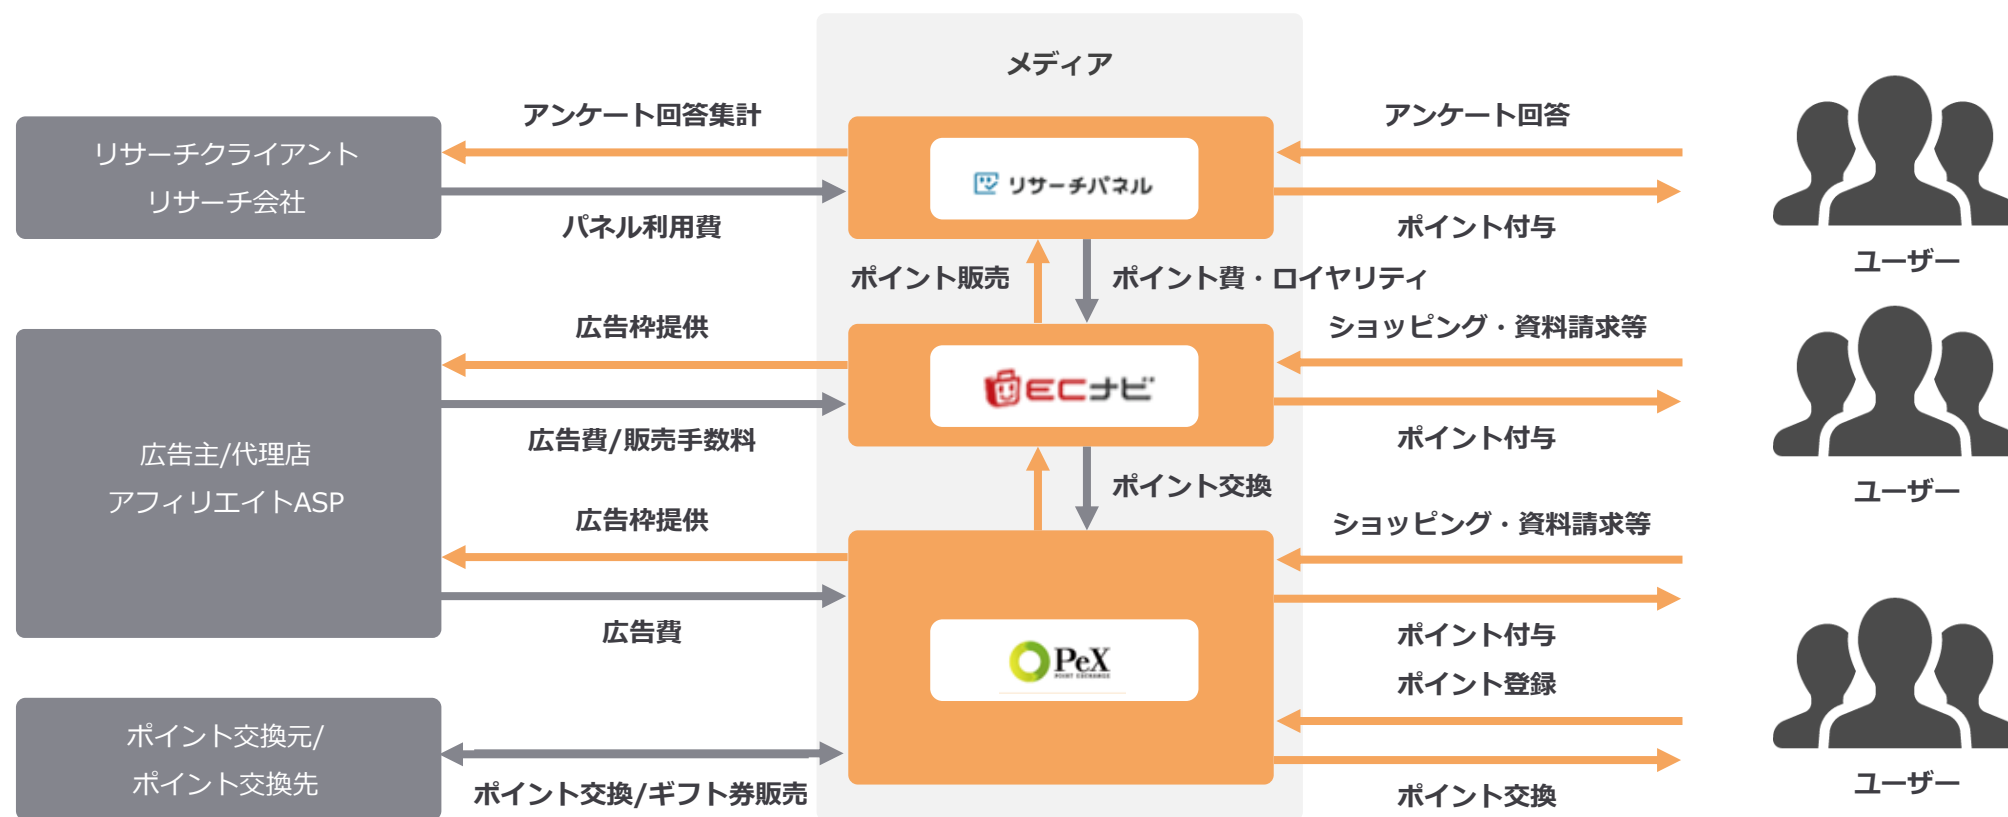 メディア
アンケート回答集計
アンケート回答
リサーチクライアント
リサーチ会社
リサーチパネル
パネル利用費
ポイント付与
ユーザー
ポイント販売
ポイント費・ロイヤリティ
広告枠提供
ショッピング・資料請求等
ECナビ
広告費/販売手数料
ポイント付与
広告主/代理店
アフィリエイトASP
ポイント交換
ユーザー
広告枠提供
ショッピング・資料請求等
広告費
ポイント付与
PeX
POINT EXCHANGE
ポイント登録
ポイント交換元/
ポイント交換先
ポイント交換/ギフト券販売
ポイント交換
ユーザー